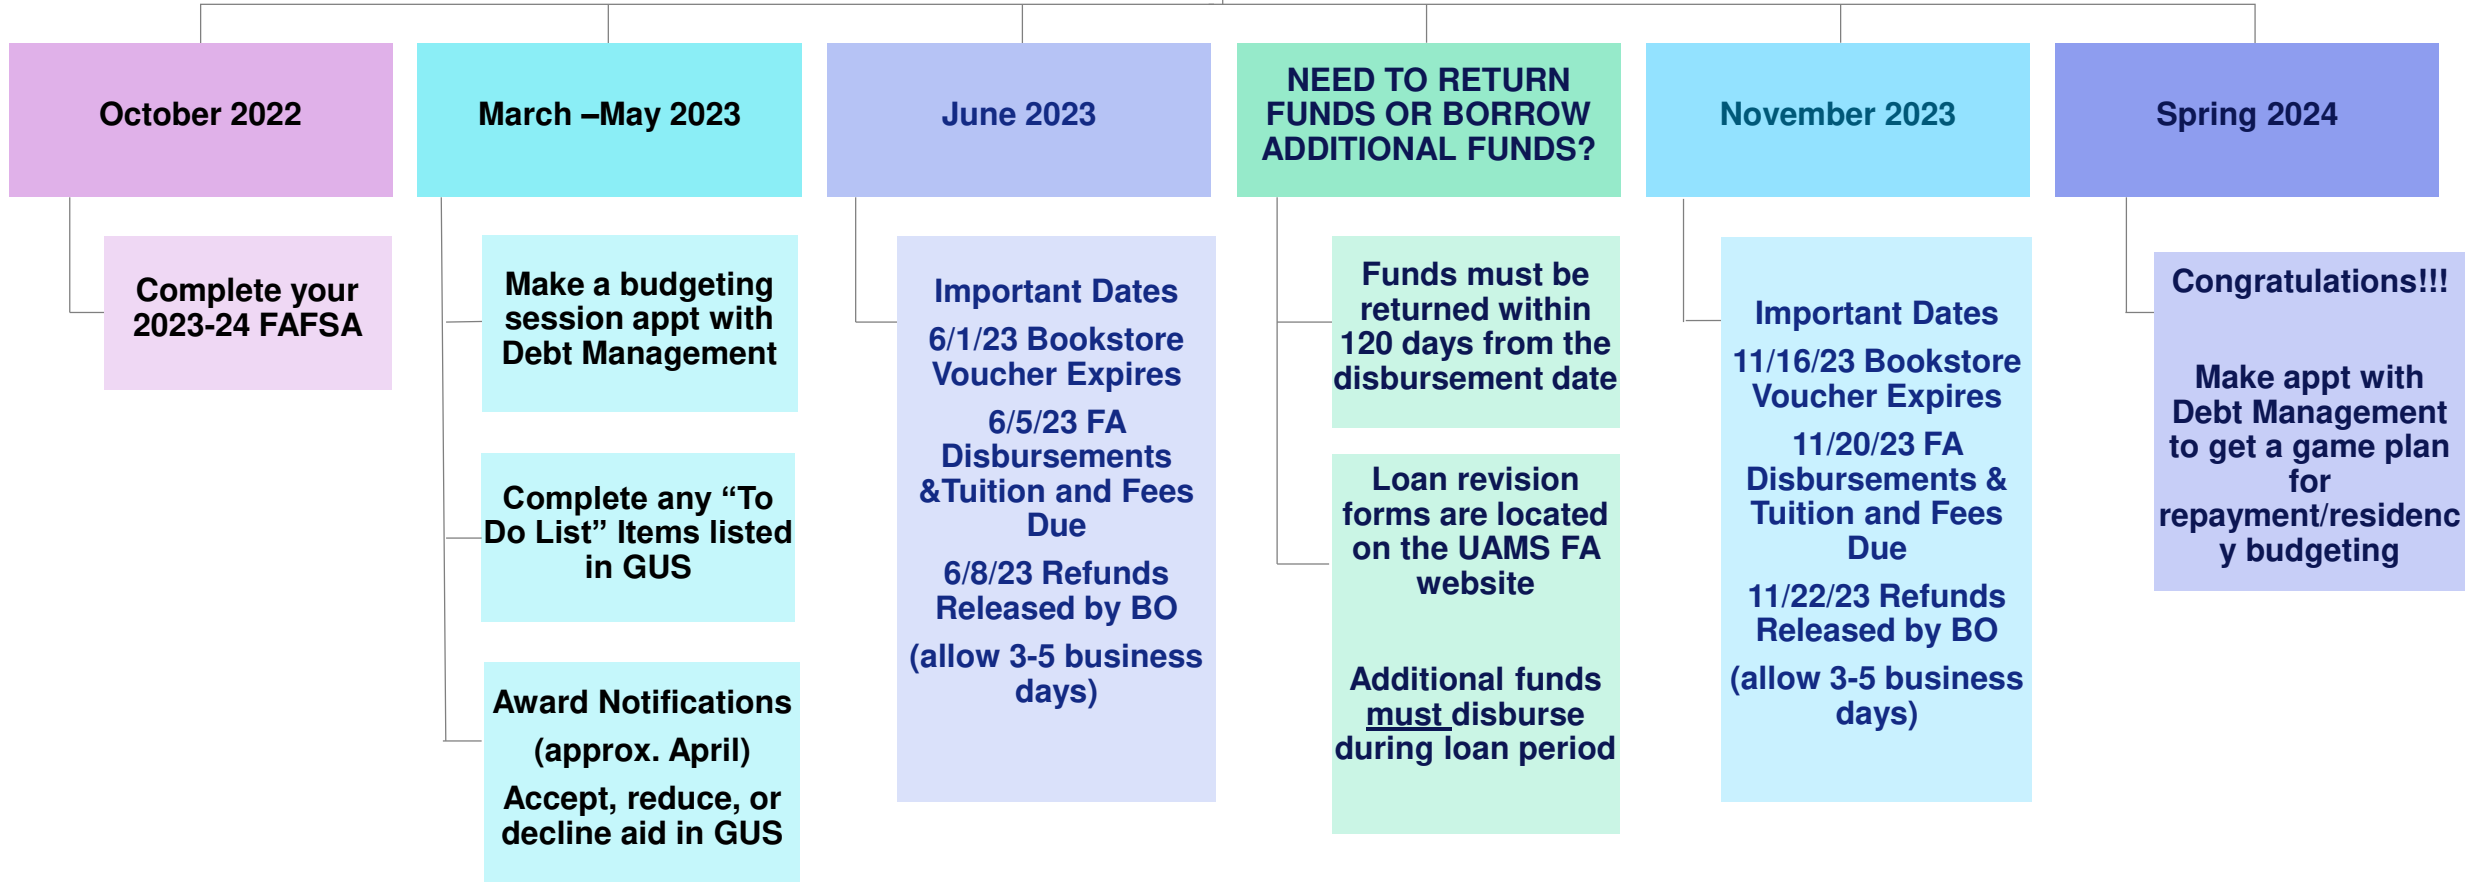 October 2022
Complete your
2023-24 FAFSA
March –May 2023
Make a budgeting
session appt with
Debt Management
Complete any “To
Do List” Items listed
in GUS
Award Notifications
(approx. April)
Accept, reduce, or
decline aid in GUS
June 2023
Important Dates
6/1/23 Bookstore
Voucher Expires
6/5/23 FA
Disbursements
&Tuition and Fees
Due
6/8/23 Refunds
Released by BO
(allow 3-5 business
days)
NEED TO RETURN
FUNDS OR BORROW
ADDITIONAL FUNDS?
Funds must be
returned within
120 days from the
disbursement date
Loan revision
forms are located
on the UAMS FA
website
Additional funds
must disburse
during loan period
November 2023
Important Dates
11/16/23 Bookstore
Voucher Expires
11/20/23 FA
Disbursements &
Tuition and Fees
Due
11/22/23 Refunds
Released by BO
(allow 3-5 business
days)
Spring 2024
Congratulations!!!
Make appt with
Debt Management
to get a game plan
for
repayment/residenc
y budgeting